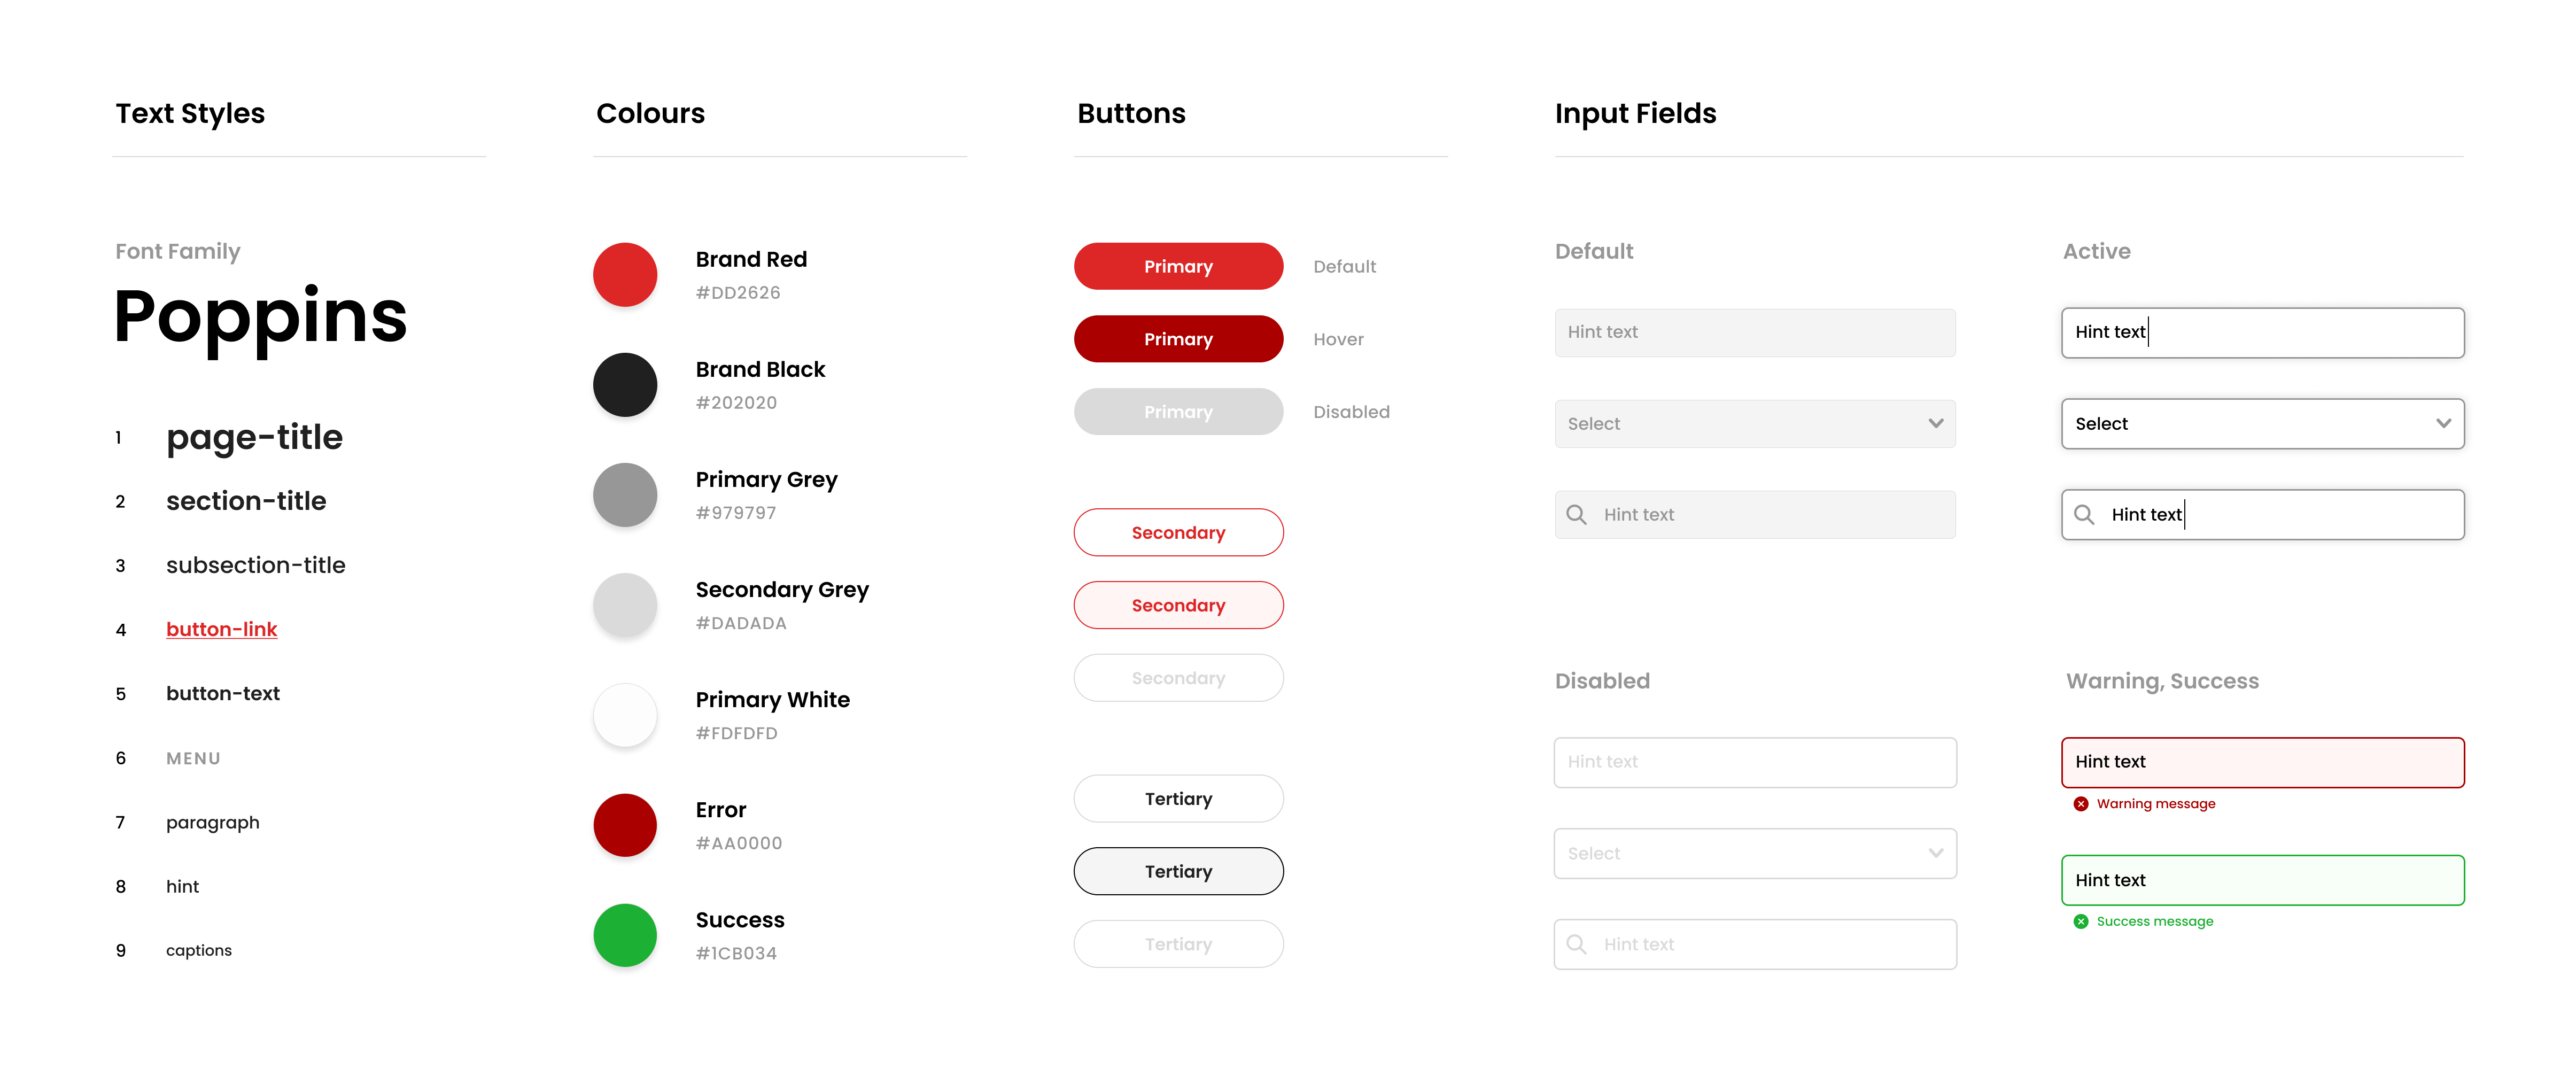 Text Styles
Font Family
Poppins
1 page-title
2 section-title
3 subsection-title
4 button-link
5 button-text
6 MENU
7 paragraph
8 hint
9 captions
Colours
Brand Red
#DD2626
Brand Black
#202020
Primary Grey
#979797
Secondary Grey
#DADADA
Primary White
#FDFDFD
Error
#AA0000
Success
#1CB034
Buttons
Primary Default
Primary Hover
Primary Disabled
Secondary
Secondary
Secondary
Tertiary
Tertiary
Tertiary
Input Fields
Default
Hint text
Select
Hint text
Active
Hint text
Select
Hint text
Disabled
Hint text
Select
Hint text
Warning, Success
Hint text
Warning message
Hint text
Success message